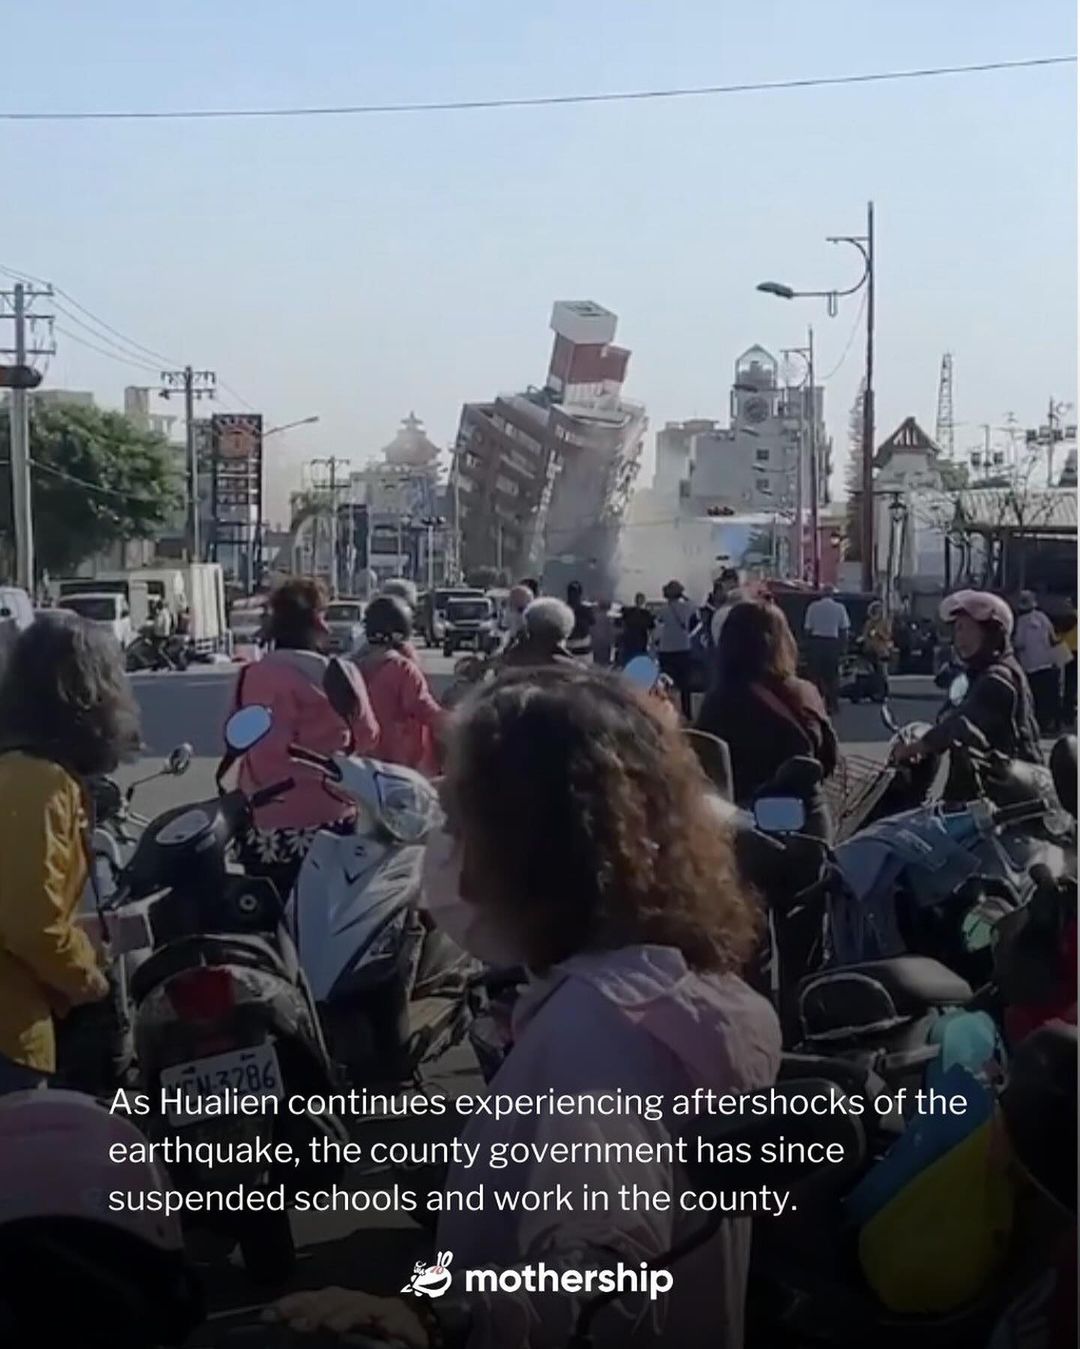 As Hualien continues experiencing aftershocks of the
earthquake, the county government has since
suspended schools and work in the county.
mothership